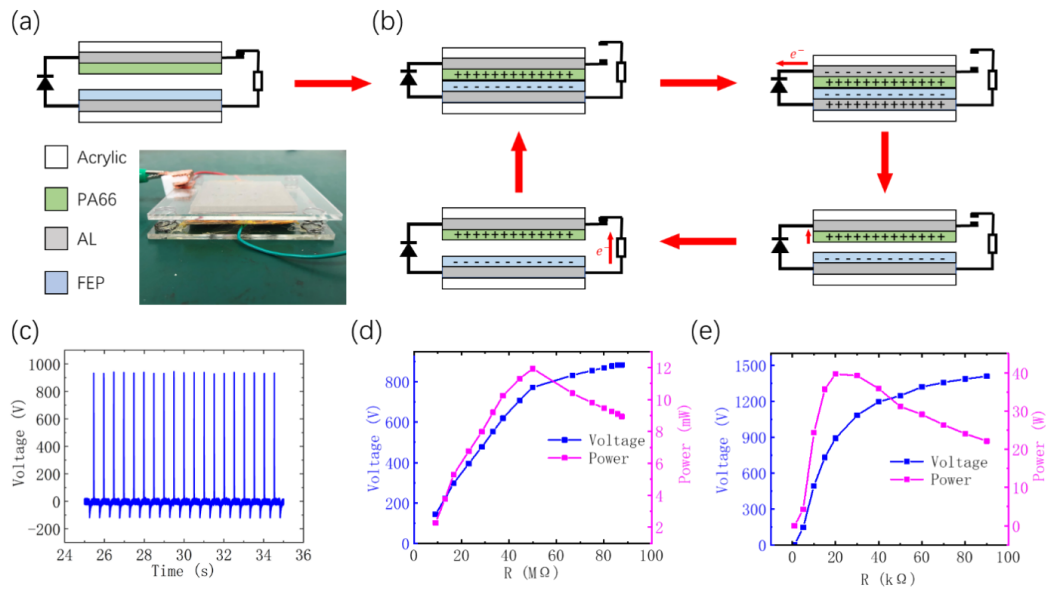 (a)
(b)
e⁻
+ + + + + + + + + + + +
- - - - - - - - - - - -
- - - - - - - - - - - -
+ + + + + + + + + + + +
- - - - - - - - - - - -
+ + + + + + + + + + + +
Acrylic
PA66
AL
FEP
+ + + + + + + + + + + +
e⁻
- - - - - - - - - - - -
+ + + + + + + + + + + +
- - - - - - - - - - - -
(c)
1000
800
600
400
200
0
-200
Voltage (V)
24 26 28 30 32 34 36
Time (s)
(d)
800
600
400
200
0
Voltage (V)
12
10
8
6
4
2
Power (mW)
Voltage
Power
0 20 40 60 80 100
R (MΩ)
(e)
1500
1200
900
600
300
0
Voltage (V)
40
30
20
10
0
Power (W)
Voltage
Power
0 20 40 60 80 100
R (kΩ)